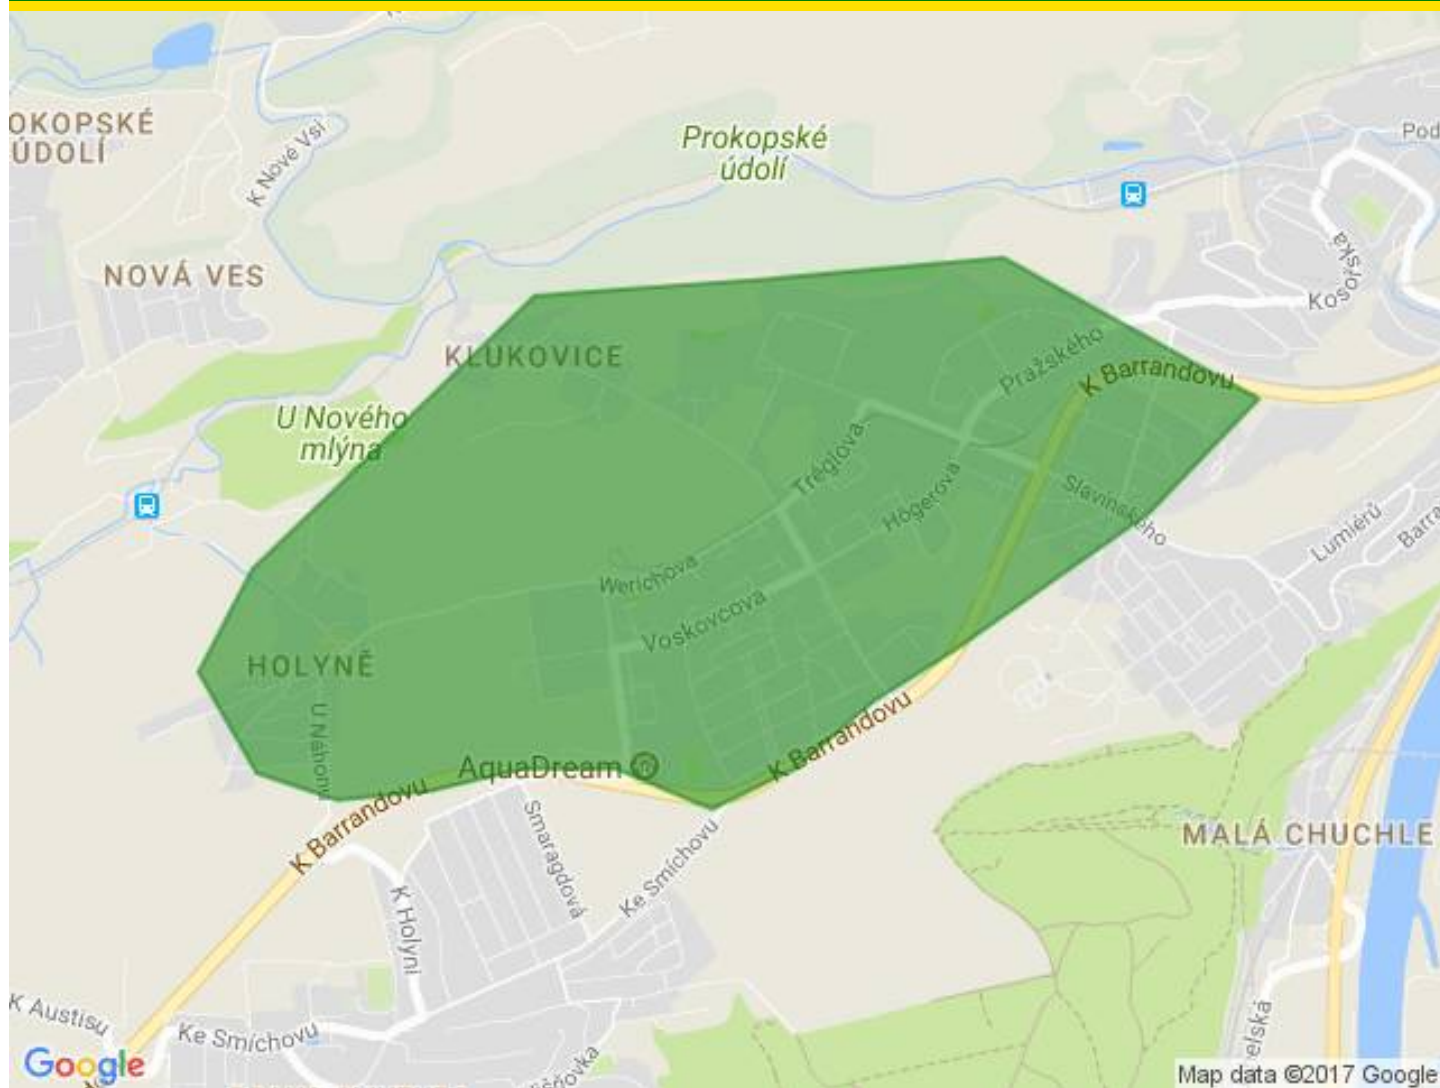 OKOPSKÉ
ÚDOLÍ
K Nové Vsi
Prokopské
údolí
Pod
NOVÁ VES
Kosořská
KLUKOVICE
Pražského
K Barrandovu
U Nového
mlýna
Tréglova
Högerova
Slavínského
Lumiérů
Barra
Werichova
Voskovcova
HOLYNĚ
U Náhonu
AquaDream
K Barrandovu
K Barrandovu
Smaragdová
Ke Smíchovu
MALÁ CHUCHLE
K Holyni
K Austisu
Ke Smíchovu
elská
Google
Map data ©2017 Google